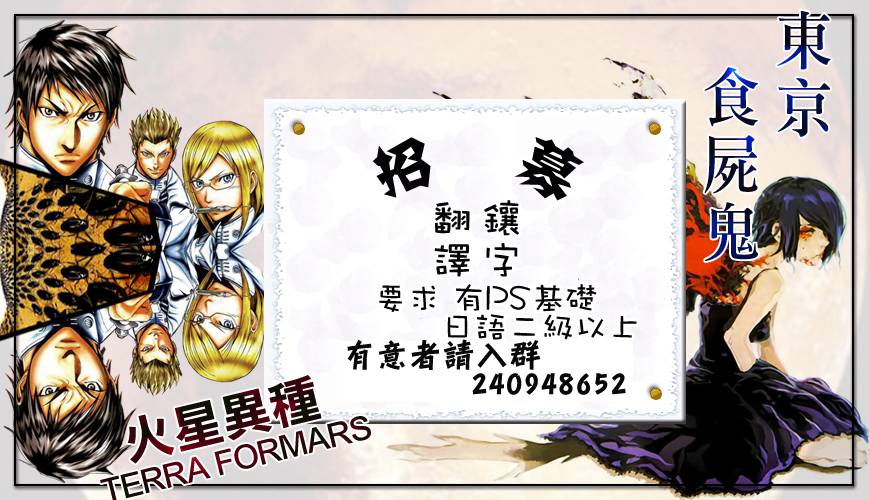 東京
食屍鬼
招募
翻 鑲
譯 字
要求 有PS基礎
日語二級以上
有意者請入群
240948652
火星異種
TERRA FORMARS